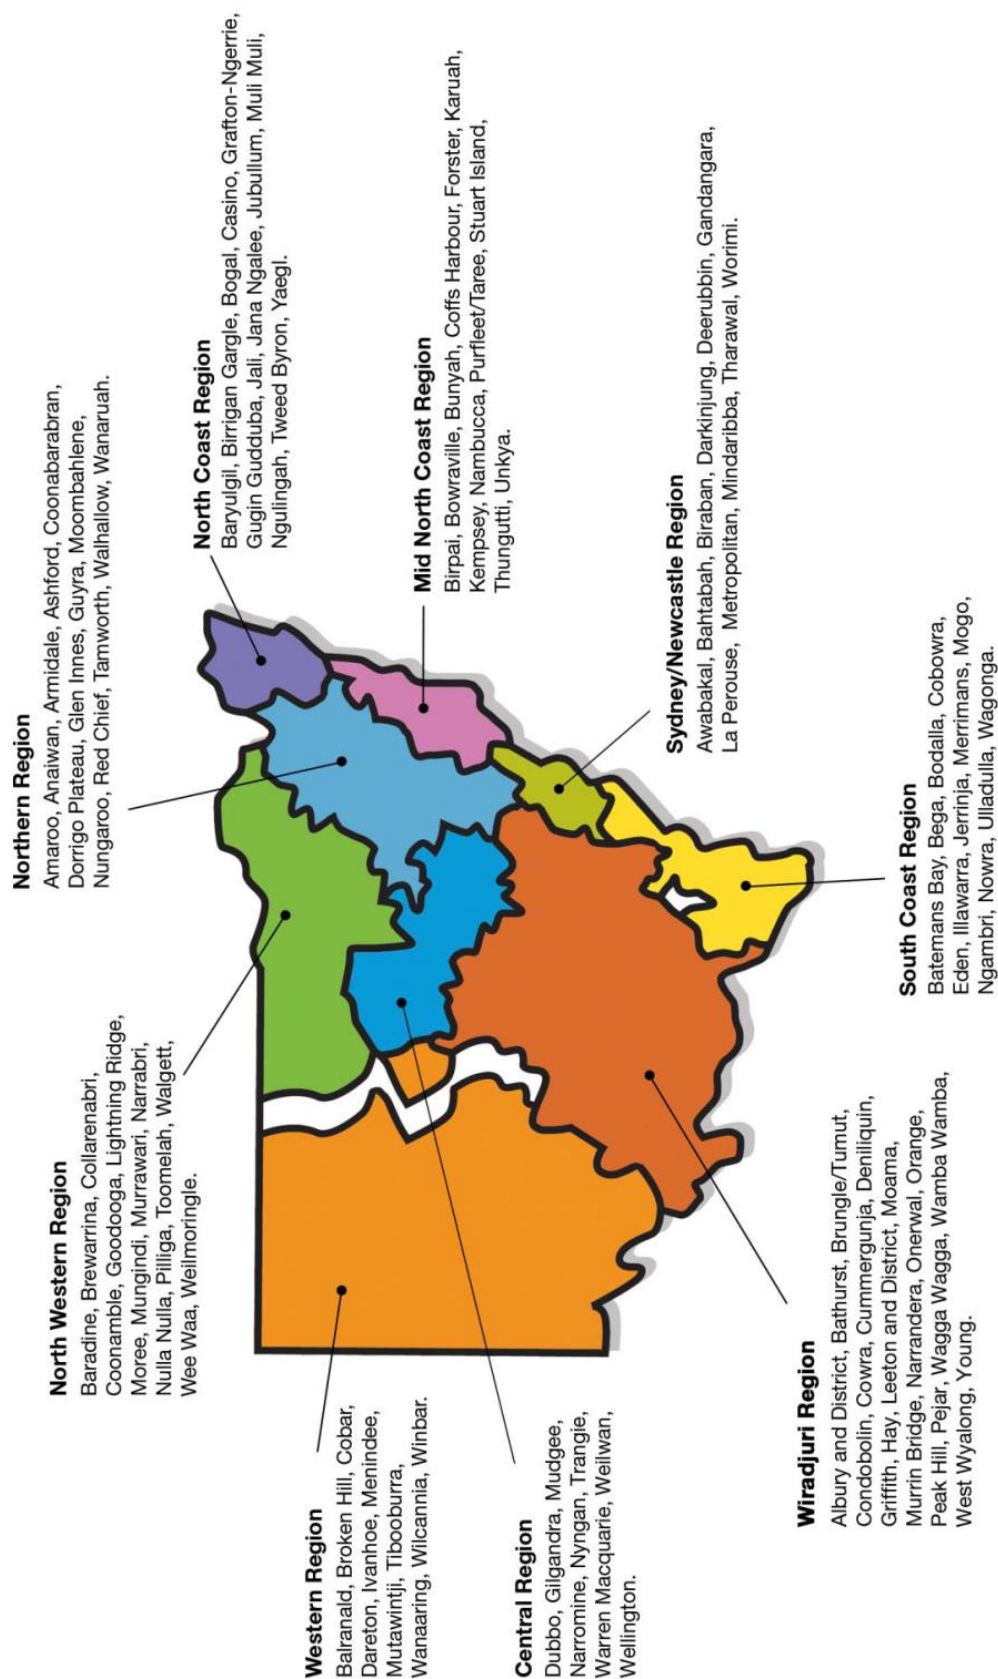 Northern Region
Amaroo, Anaiwan, Armidale, Ashford, Coonabarabran,
Dorrigo Plateau, Glen Innes, Guyra, Moombahlene,
Nungaroo, Red Chief, Tamworth, Walhallow, Wanaruah.
North Western Region
Baradine, Brewarrina, Collarenabri,
Coonamble, Goodooga, Lightning Ridge,
Moree, Mungindi, Murrawari, Narrabri,
Nulla Nulla, Pilliga, Toomelah, Walgett,
Wee Waa, Weilmoringle.
North Coast Region
Baryulgil, Birrigan Gargle, Bogal, Casino, Grafton-Ngerrie,
Gugin Gudduba, Jali, Jana Ngalee, Jubullum, Muli Muli,
Ngulingah, Tweed Byron, Yaegl.
Western Region
Balranald, Broken Hill, Cobar,
Dareton, Ivanhoe, Menindee,
Mutawintji, Tibooburra,
Wanaaring, Wilcannia, Winbar.
Mid North Coast Region
Birpai, Bowraville, Bunyah, Coffs Harbour, Forster, Karuah,
Kempsey, Nambucca, Purfleet/Taree, Stuart Island,
Thungutti, Unkya.
Central Region
Dubbo, Gilgandra, Mudgee,
Narromine, Nyngan, Trangie,
Warren Macquarie, Weilwan,
Wellington.
Sydney/Newcastle Region
Awabakal, Bahtabah, Biraban, Darkinjung, Deerubbin, Gandangara,
La Perouse, Metropolitan, Mindaribba, Tharawal, Worimi.
Wiradjuri Region
Albury and District, Bathurst, Brungle/Tumut,
Condobolin, Cowra, Cummergunja, Deniliquin,
Griffith, Hay, Leeton and District, Moama,
Murrin Bridge, Narrandera, Onerwal, Orange,
Peak Hill, Pejar, Wagga Wagga, Wamba Wamba,
West Wyalong, Young.
South Coast Region
Batemans Bay, Bega, Bodalla, Cobowra,
Eden, Illawarra, Jerrinja, Merrimans, Mogo,
Ngambri, Nowra, Ulladulla, Wagonga.